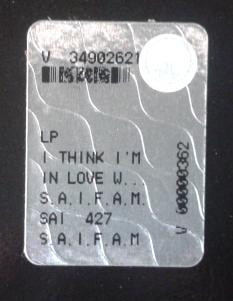 V 34902621
LP
I THINK I'M
IN LOVE W...
S.A.I.F.A.M.
SAI 427
S.A.I.F.A.M
V 00000362